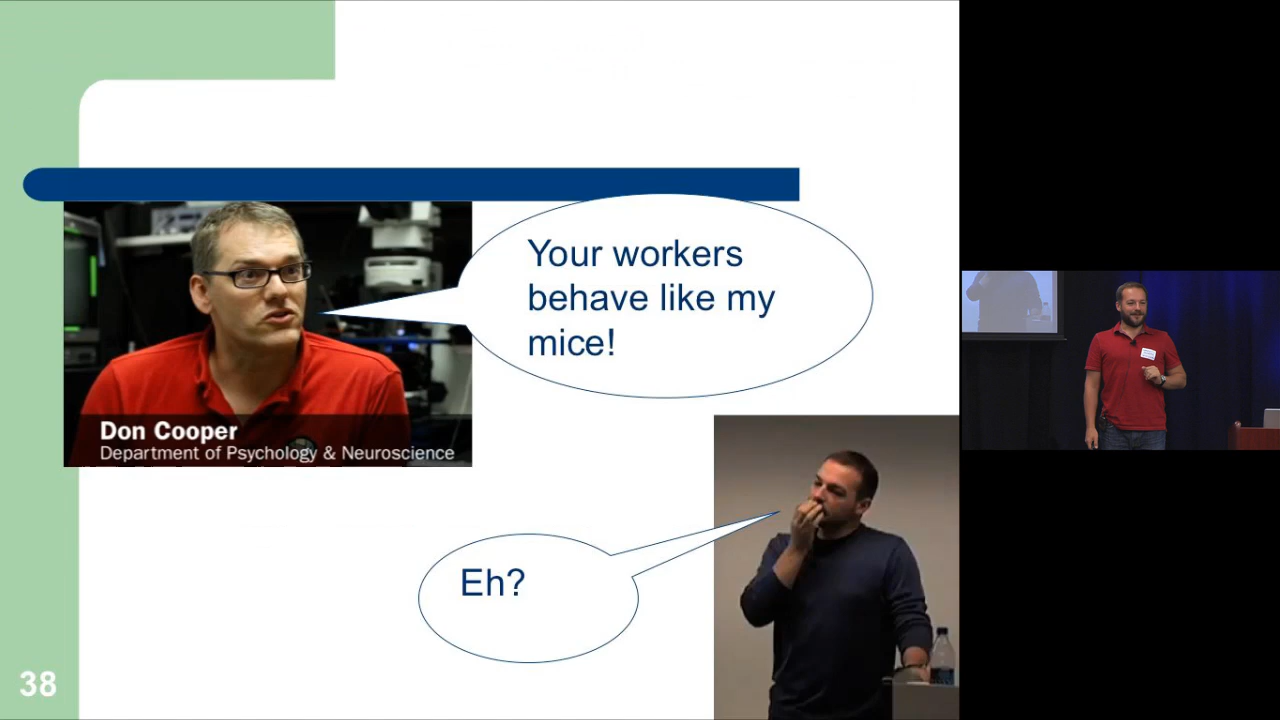 Your workers
behave like my
mice!
Don Cooper
Department of Psychology & Neuroscience
Eh?
38